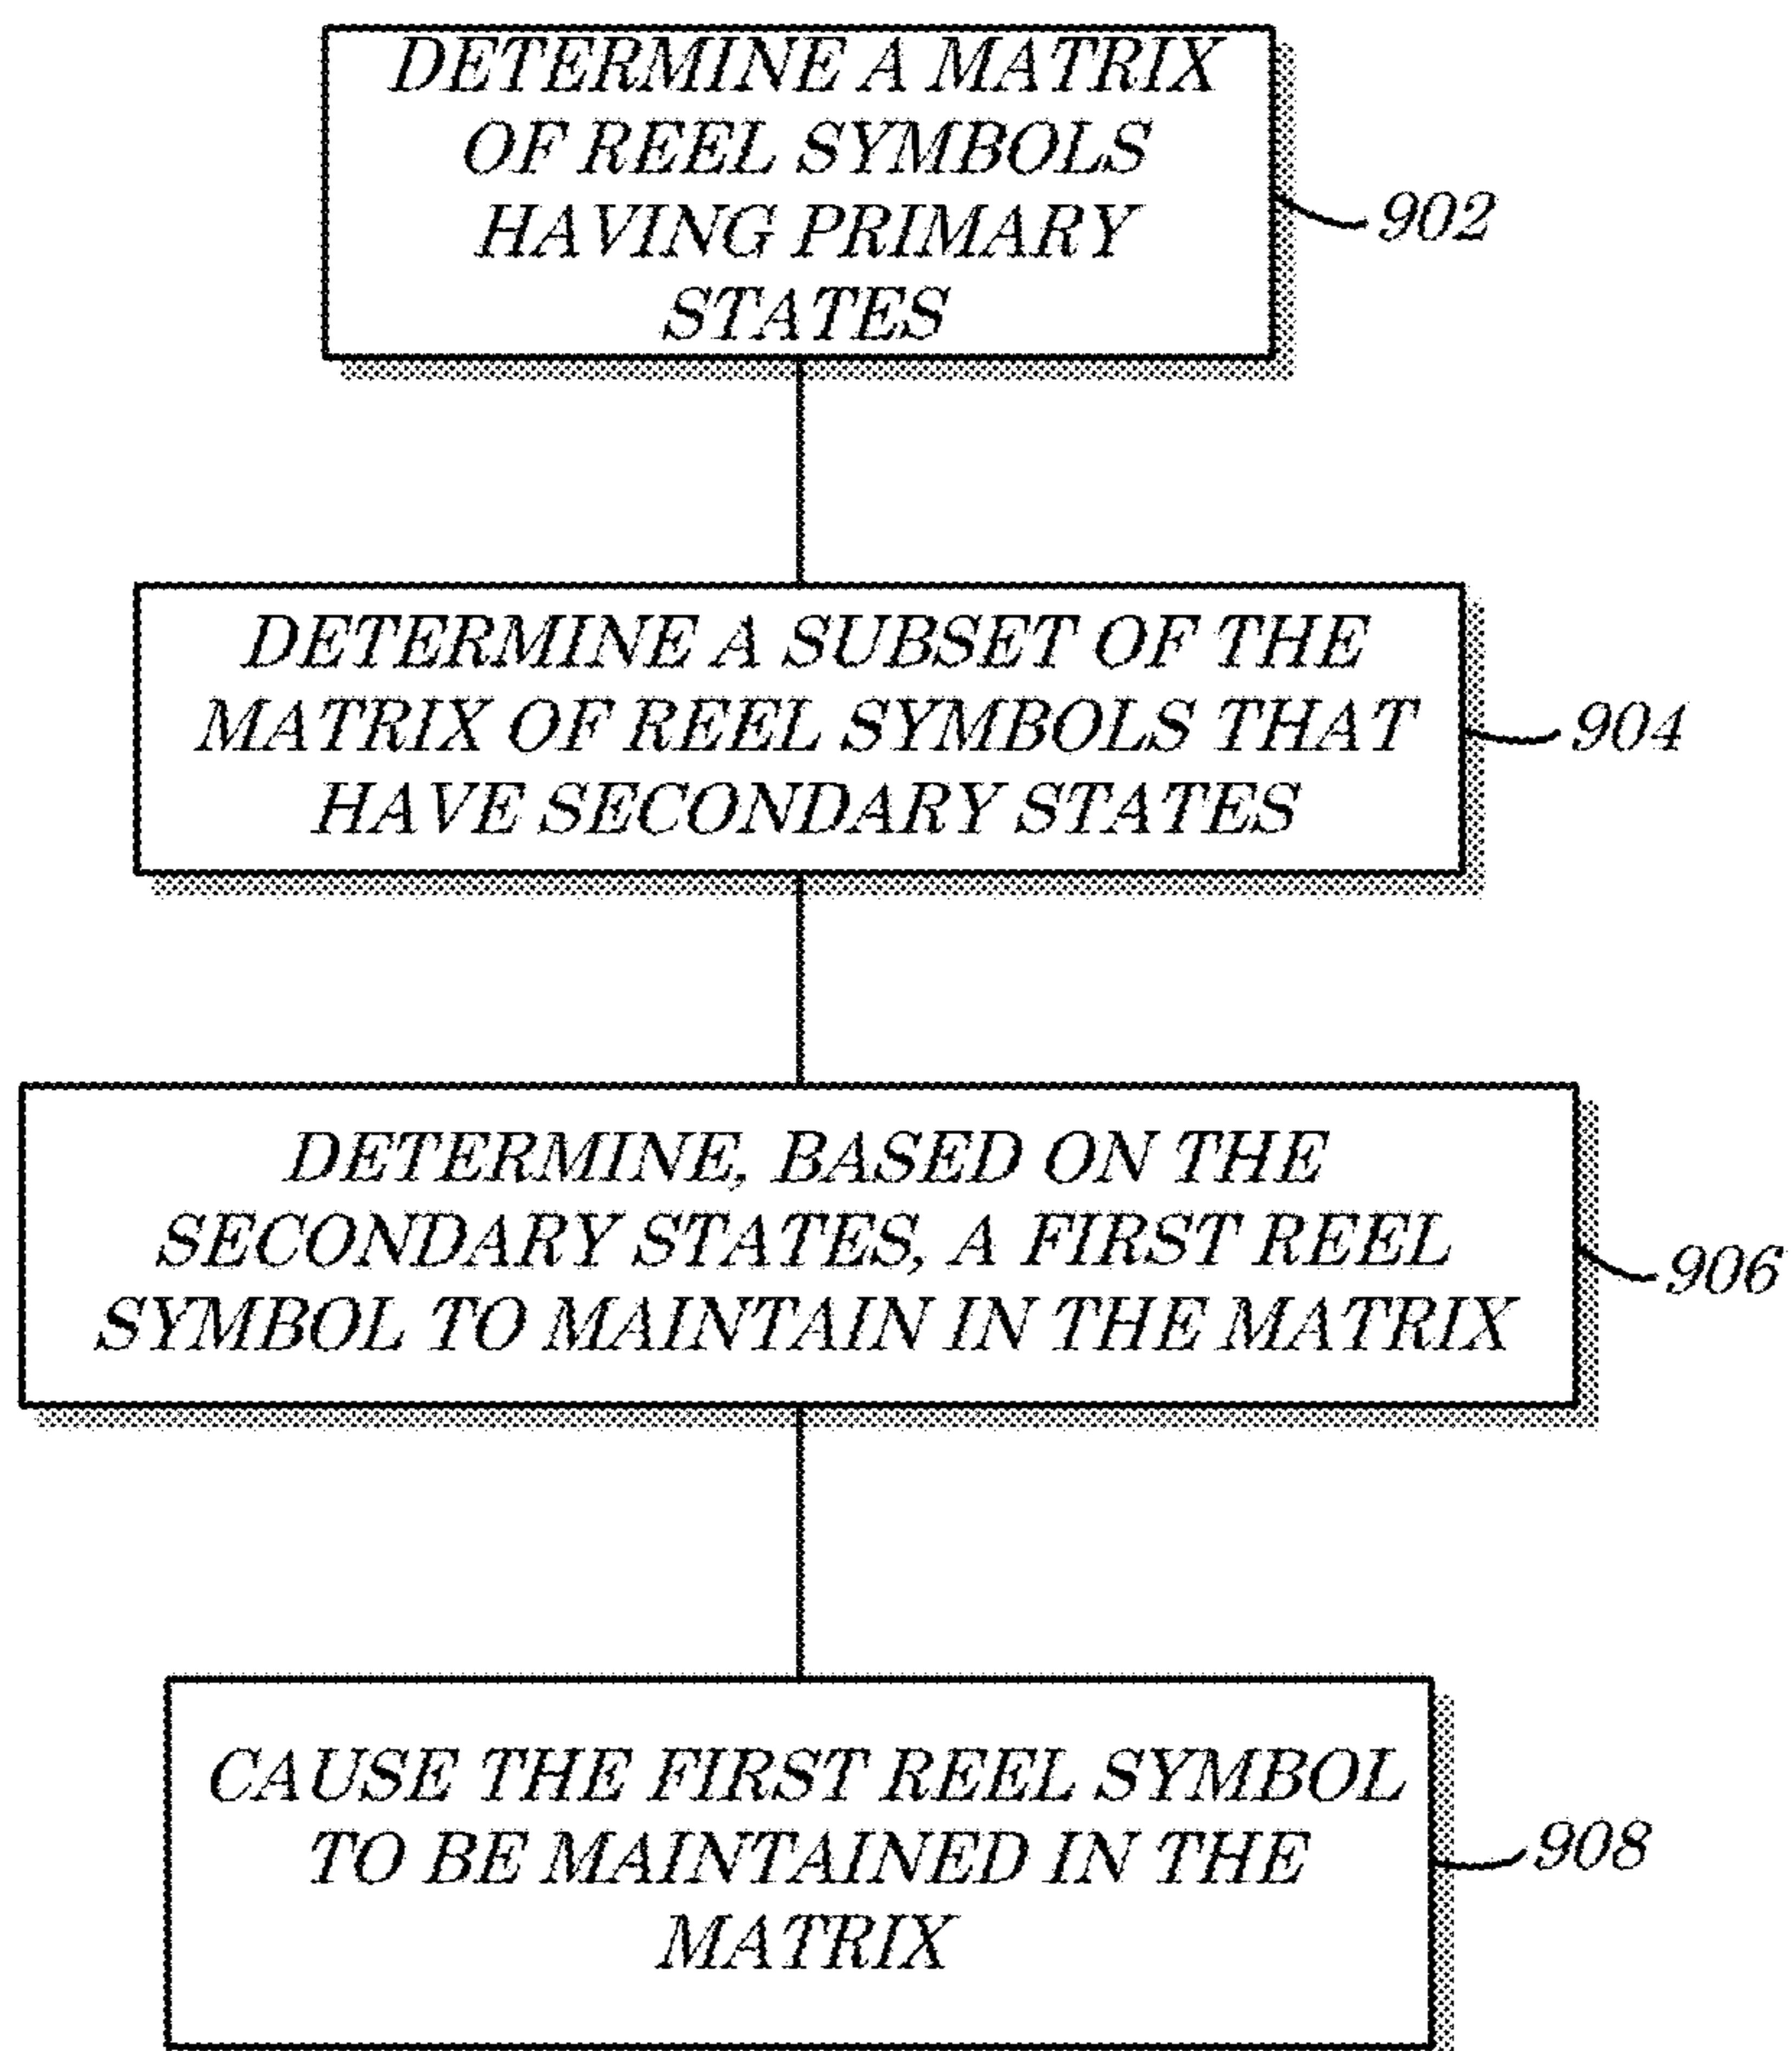 DETERMINE A MATRIX
OF REEL SYMBOLS
HAVING PRIMARY
STATES
902
DETERMINE A SUBSET OF THE
MATRIX OF REEL SYMBOLS THAT
HAVE SECONDARY STATES
904
DETERMINE, BASED ON THE
SECONDARY STATES, A FIRST REEL
SYMBOL TO MAINTAIN IN THE MATRIX
906
CAUSE THE FIRST REEL SYMBOL
TO BE MAINTAINED IN THE
MATRIX
908